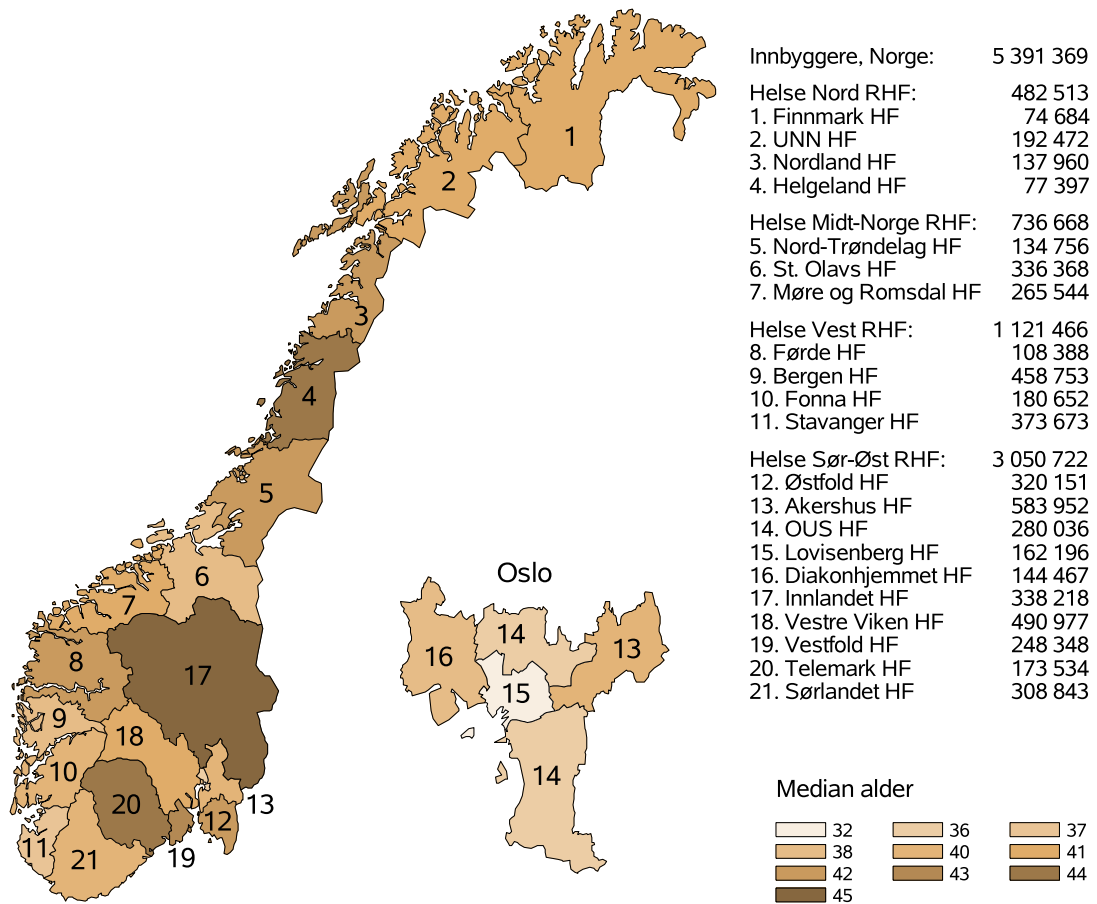 Innbyggere, Norge: 5 391 369
Helse Nord RHF: 482 513
1. Finnmark HF 74 684
2. UNN HF 192 472
3. Nordland HF 137 960
4. Helgeland HF 77 397
Helse Midt-Norge RHF: 736 668
5. Nord-Trøndelag HF 134 756
6. St. Olavs HF 336 368
7. Møre og Romsdal HF 265 544
Helse Vest RHF: 1 121 466
8. Førde HF 108 388
9. Bergen HF 458 753
10. Fonna HF 180 652
11. Stavanger HF 373 673
Helse Sør-Øst RHF: 3 050 722
12. Østfold HF 320 151
13. Akershus HF 583 952
14. OUS HF 280 036
15. Lovisenberg HF 162 196
16. Diakonhjemmet HF 144 467
17. Innlandet HF 338 218
18. Vestre Viken HF 490 977
19. Vestfold HF 248 348
20. Telemark HF 173 534
21. Sørlandet HF 308 843
1
2
3
4
5
6
7
8
17
9
18
10
20
13
12
11
21
19
Oslo
14
13
16
15
14
Median alder
32 36 37
38 40 41
42 43 44
45